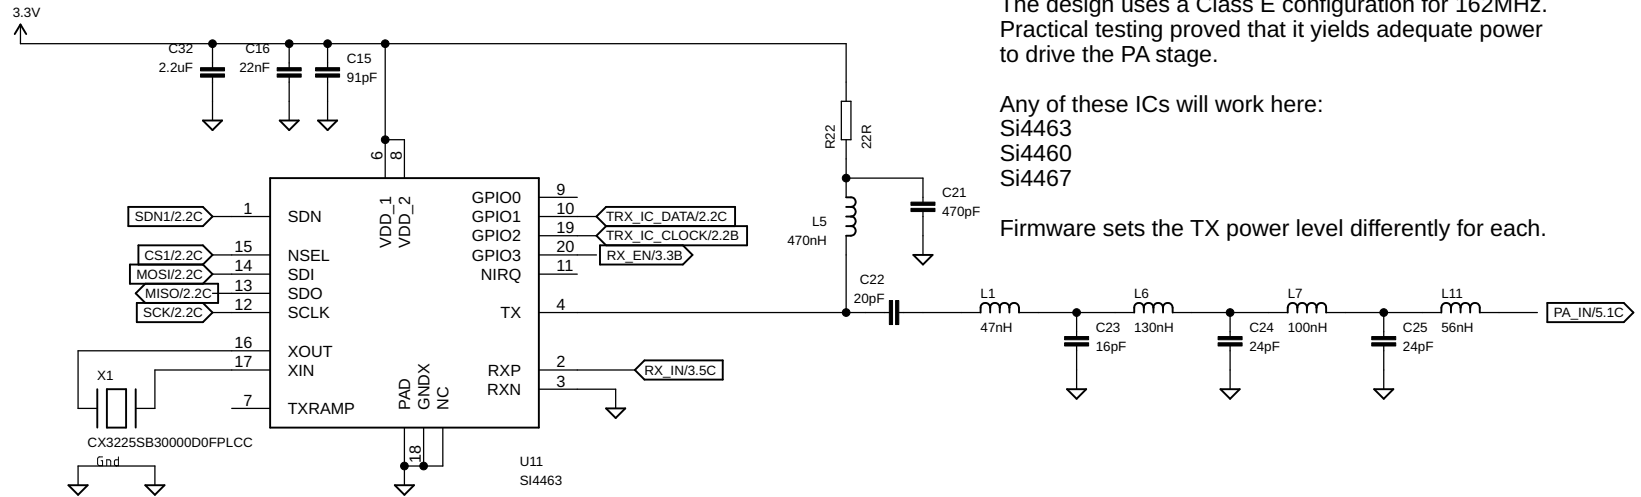 3.3V
The design uses a Class E configuration for 162MHz.
Practical testing proved that it yields adequate power
to drive the PA stage.
Any of these ICs will work here:
Si4463
Si4460
Si4467
Firmware sets the TX power level differently for each.
C32
2.2uF
C16
22nF
C15
91pF
R22
22R
C21
470pF
L5
470nH
6
8
VDD_1
VDD_2
SDN1/2.2C
1
SDN
CS1/2.2C
15
NSEL
MOSI/2.2C
14
SDI
MISO/2.2C
13
SDO
SCK/2.2C
12
SCLK
16
XOUT
17
XIN
7
TXRAMP
GPIO0
9
GPIO1
10
TRX_IC_DATA/2.2C
GPIO2
19
TRX_IC_CLOCK/2.2B
GPIO3
20
RX_EN/3.3B
NIRQ
11
TX
4
RXP
2
RX_IN/3.5C
RXN
3
PAD
GNDX
NC
18
X1
CX3225SB30000D0FPLCC
Gnd
U11
SI4463
C22
20pF
L1
47nH
C23
16pF
L6
130nH
C24
24pF
L7
100nH
C25
24pF
L11
56nH
PA_IN/5.1C